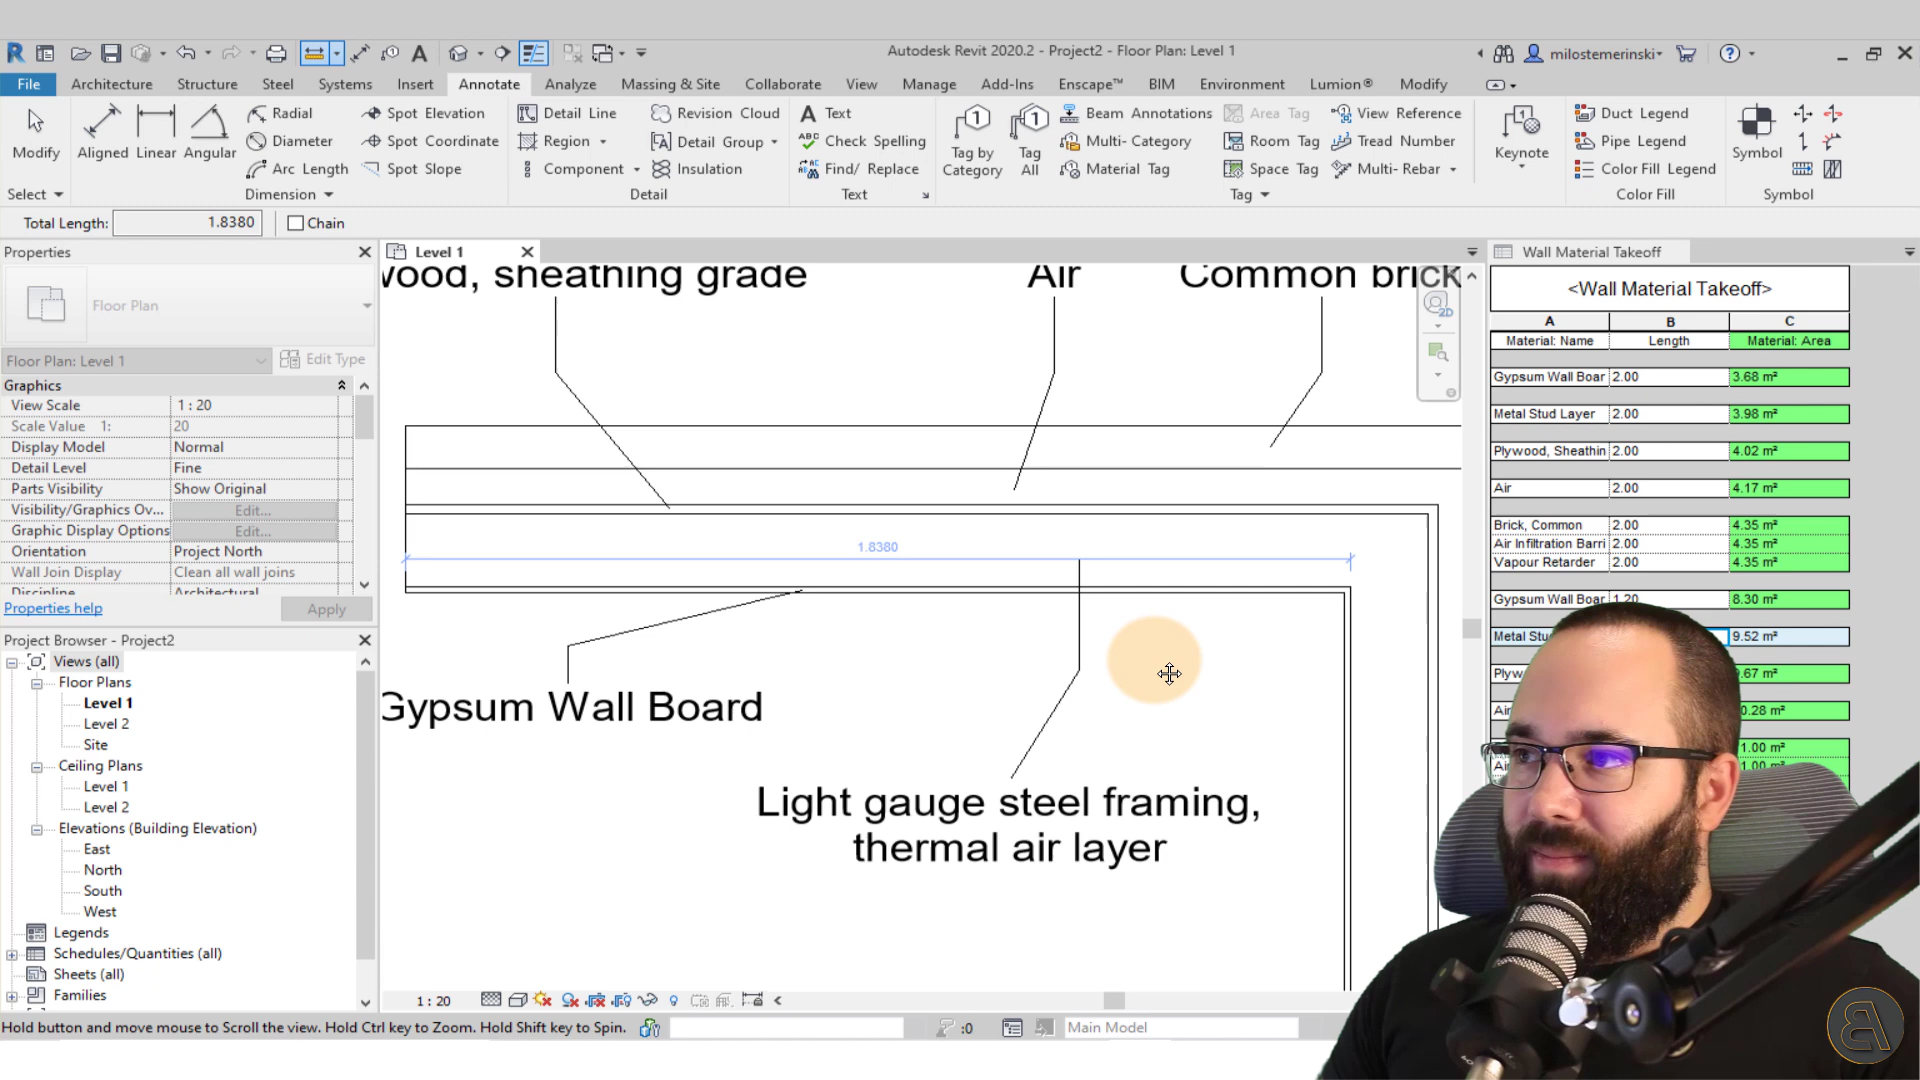 Autodesk Revit 2020.2 - Project2 - Floor Plan: Level 1
milostemerinski
File Architecture Structure Steel Systems Insert Annotate Analyze Massing & Site Collaborate View Manage Add-Ins Enscape™ BIM Environment Lumion® Modify
Modify Aligned Linear Angular
Radial Spot Elevation
Diameter Spot Coordinate
Arc Length Spot Slope
Detail Line Revision Cloud
Region Detail Group
Component Insulation
Text
Check Spelling
Find/ Replace
Tag by Category
Tag All
Beam Annotations Area Tag View Reference
Multi- Category Room Tag Tread Number
Material Tag Space Tag Multi- Rebar
Keynote
Duct Legend
Pipe Legend
Color Fill Legend
Symbol
Select Dimension Detail Text Tag Color Fill Symbol
Total Length: 1.8380 Chain
Properties
Floor Plan
Floor Plan: Level 1 Edit Type
Graphics
View Scale 1 : 20
Scale Value 1: 20
Display Model Normal
Detail Level Fine
Parts Visibility Show Original
Visibility/Graphics Ov... Edit...
Graphic Display Options Edit...
Orientation Project North
Wall Join Display Clean all wall joins
Discipline Architectural
Properties help Apply
Project Browser - Project2
Views (all)
Floor Plans
Level 1
Level 2
Site
Ceiling Plans
Level 1
Level 2
Elevations (Building Elevation)
East
North
South
West
Legends
Schedules/Quantities (all)
Sheets (all)
Families
Level 1
wood, sheathing grade Air Common brick
2D
1.8380
Gypsum Wall Board
Light gauge steel framing,
thermal air layer
1 : 20
Wall Material Takeoff
<Wall Material Takeoff>
A B C
Material: Name Length Material: Area
Gypsum Wall Boar 2.00 3.68 m²
Metal Stud Layer 2.00 3.98 m²
Plywood, Sheathin 2.00 4.02 m²
Air 2.00 4.17 m²
Brick, Common 2.00 4.35 m²
Air Infiltration Barri 2.00 4.35 m²
Vapour Retarder 2.00 4.35 m²
Gypsum Wall Boar 1.20 8.30 m²
Metal Stu 9.52 m²
Plyw .67 m²
Air 0.28 m²
1.00 m²
Air 1.00 m²
Hold button and move mouse to Scroll the view. Hold Ctrl key to Zoom. Hold Shift key to Spin. :0 Main Model